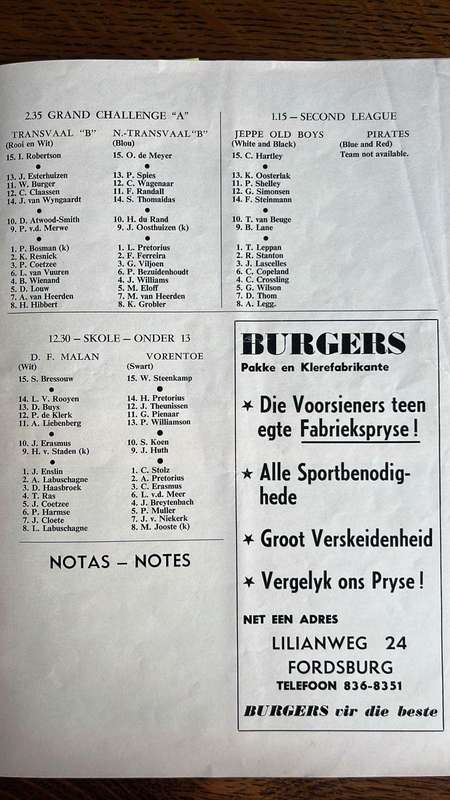 2.35 GRAND CHALLENGE "A"
TRANSVAAL "B"
(Rooi en Wit)
15. I. Robertson
13. J. Esterhuizen
11. W. Burger
12. C. Claassen
14. J. van Wyngaardt
10. D. Atwood-Smith
9. P. v.d. Merwe
1. P. Bosman (k)
2. K. Resnick
3. P. Coetzee
6. L. van Vuuren
4. B. Wienand
5. D. Louw
7. A. van Heerden
8. H. Hibbert
N.-TRANSVAAL"B"
(Blou)
15. O. de Meyer
13. P. Spies
12. C. Wagenaar
11. F. Randall
14. S. Thomaidas
10. H. du Rand
9. J. Oosthuizen (k)
1. L. Pretorius
2. F. Ferreira
3. G. Viljoen
6. P. Bezuidenhoudt
4. J. Williams
5. M. Eloff
7. M. van Heerden
8. K. Grobler
1.15 – SECOND LEAGUE
JEPPE OLD BOYS
(White and Black)
15. C. Hartley
13. K. Oosterlak
11. P. Shelley
12. G. Simonsen
14. F. Steinmann
10. T. van Beuge
9. B. Lane
1. T. Leppan
2. R. Stanton
3. J. Lascelles
6. C. Copeland
4. C. Crossling
5. G. Wilson
7. D. Thom
8. A. Legg.
PIRATES
(Blue and Red)
Team not available.
12.30 – SKOLE – ONDER 13
D. F. MALAN
(Wit)
15. S. Bressouw
14. L. V. Rooyen
13. D. Buys
12. P. de Klerk
11. A. Liebenberg
10. J. Erasmus
9. H. v. Staden (k)
1. J. Enslin
2. A. Labuschagne
3. D. Haasbroek
4. T. Ras
5. J. Coetzee
6. P. Harmse
7. J. Cloete
8. L. Labuschagne
VORENTOE
(Swart)
15. W. Steenkamp
14. H. Pretorius
12. J. Theunissen
11. G. Pienaar
13. P. Williamson
10. S. Koen
9. J. Huth
1. C. Stolz
2. A. Pretorius
3. C. Erasmus
6. L. v.d. Meer
4. J. Breytenbach
5. P. Muller
7. J. v. Niekerk
8. M. Jooste (k)
NOTAS – NOTES
BURGERS
Pakke en Klerefabrikante
★ Die Voorsieners teen
egte Fabriekspryse!
★ Alle Sportbenodig-
hede
★ Groot Verskeidenheid
★ Vergelyk ons Pryse!
NET EEN ADRES
LILIANWEG 24
FORDSBURG
TELEFOON 836-8351
BURGERS vir die beste